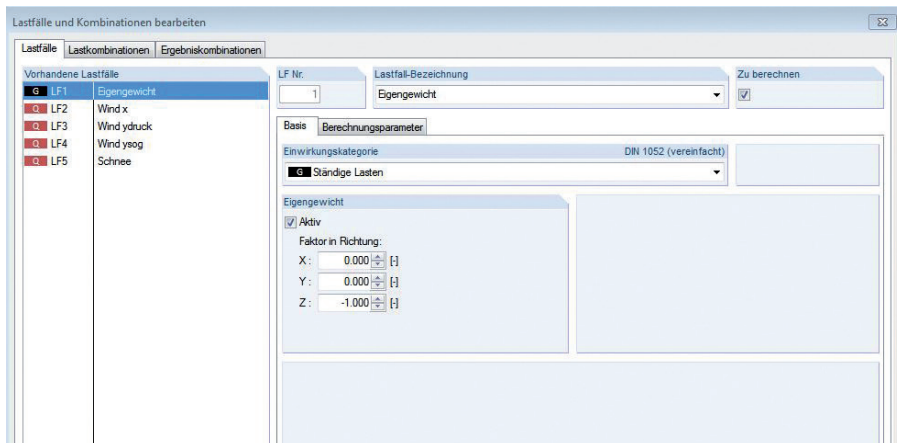 Lastfälle und Kombinationen bearbeiten
Lastfälle Lastkombinationen Ergebniskombinationen
Vorhandene Lastfälle
G LF1 Eigengewicht
Q LF2 Wind x
Q LF3 Wind ydruck
Q LF4 Wind ysog
Q LF5 Schnee
LF Nr.
1
Lastfall-Bezeichnung
Eigengewicht
Zu berechnen
Basis Berechnungsparameter
Einwirkungskategorie DIN 1052 (vereinfacht)
G Ständige Lasten
Eigengewicht
Aktiv
Faktor in Richtung:
X : 0.000 [-]
Y : 0.000 [-]
Z : -1.000 [-]